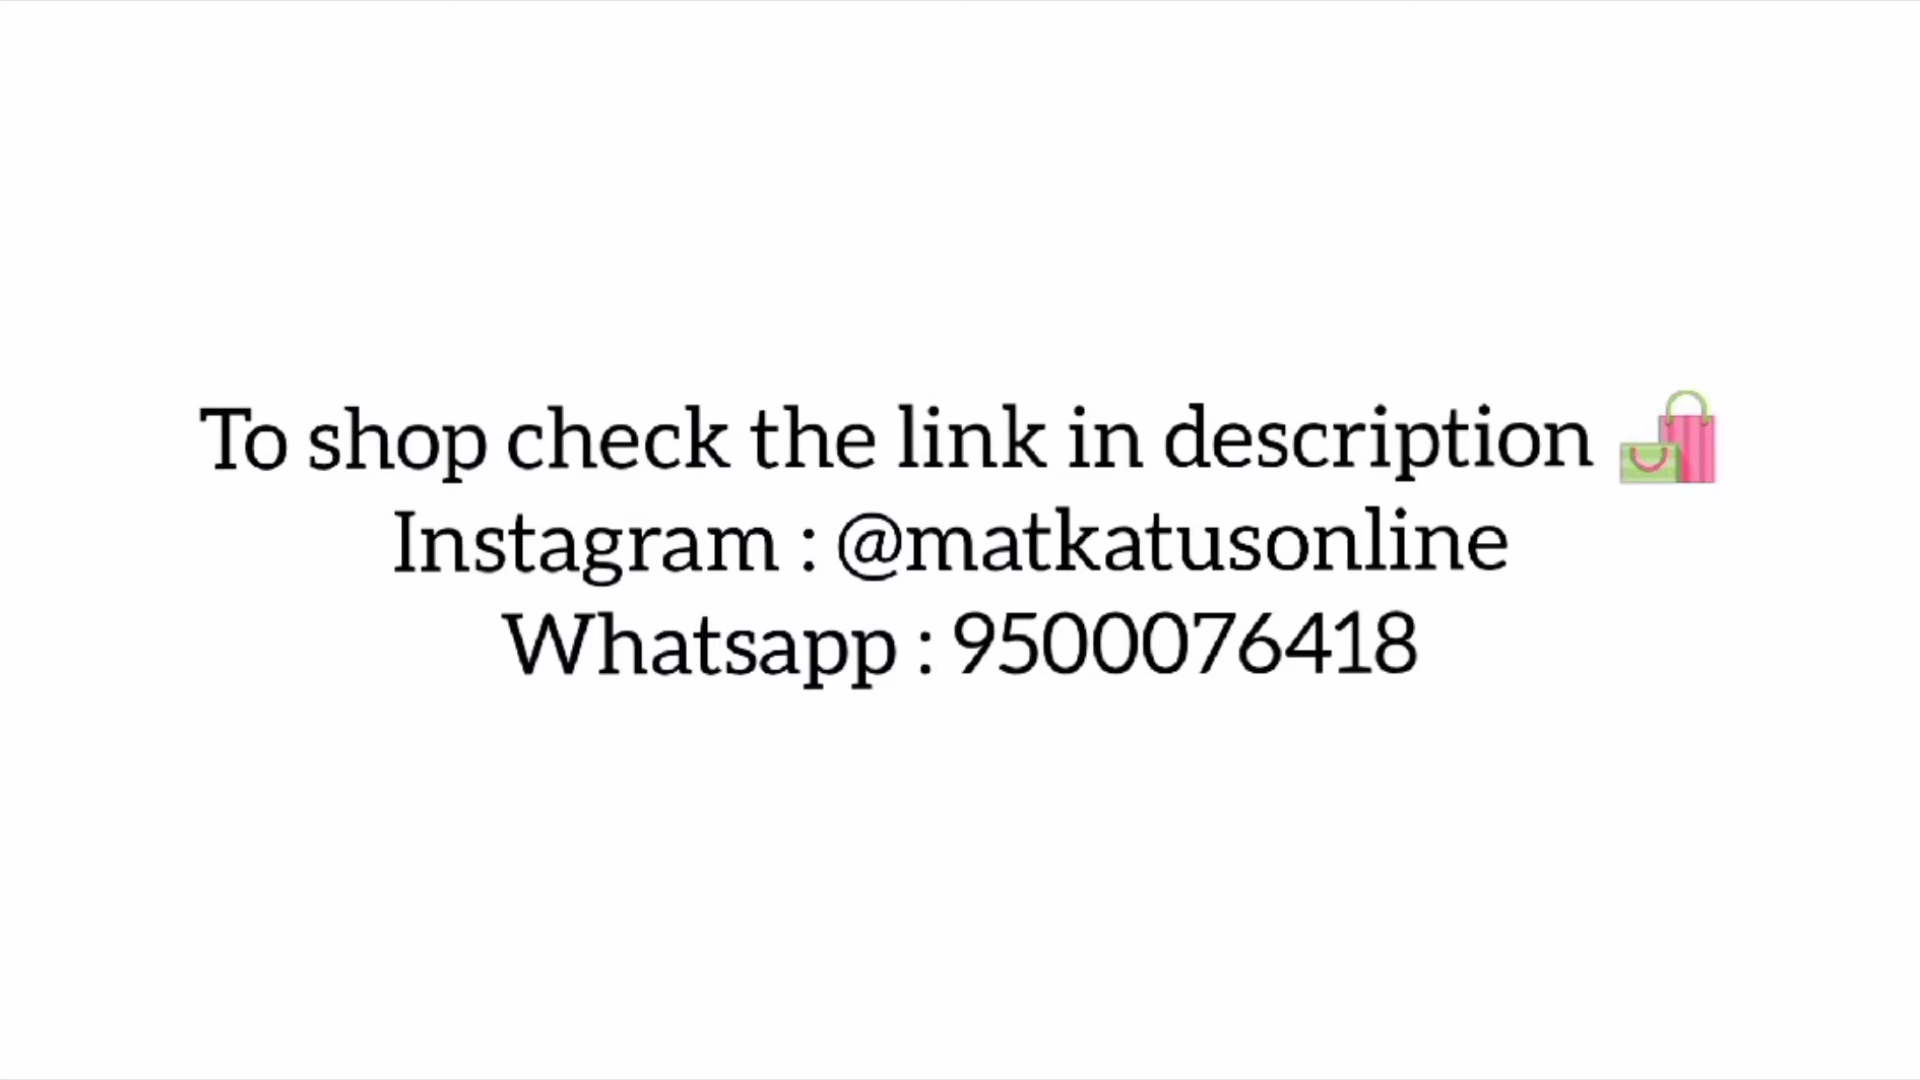 To shop check the link in description 🛍️
Instagram : @matkatusonline
Whatsapp : 9500076418